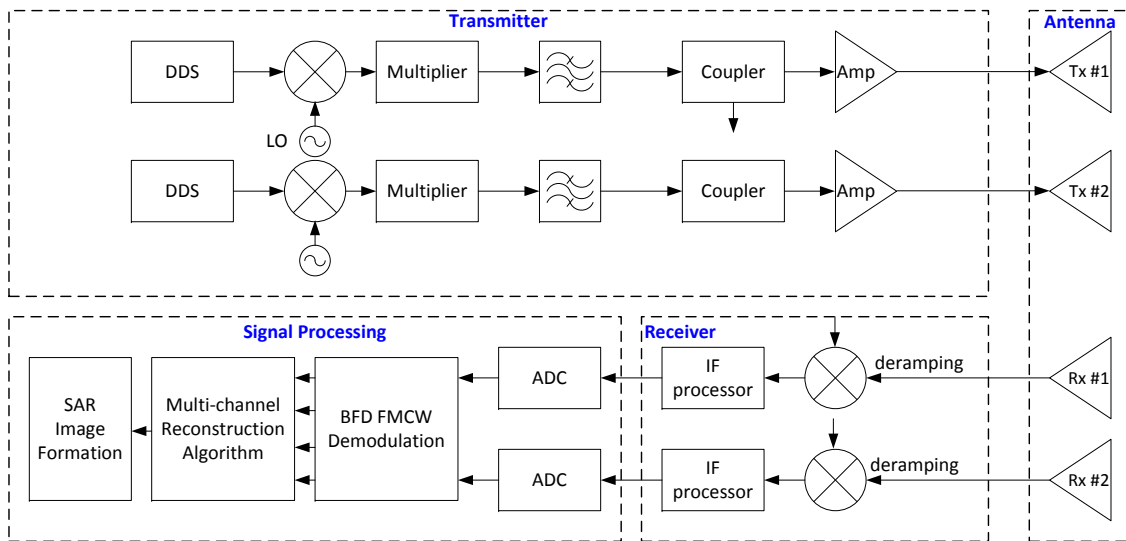 Transmitter
Antenna
DDS
Multiplier
Coupler
Amp
Tx #1
LO
DDS
Multiplier
Coupler
Amp
Tx #2
Signal Processing
Receiver
SAR
Image
Formation
Multi-channel
Reconstruction
Algorithm
BFD FMCW
Demodulation
ADC
IF
processor
deramping
Rx #1
ADC
IF
processor
deramping
Rx #2